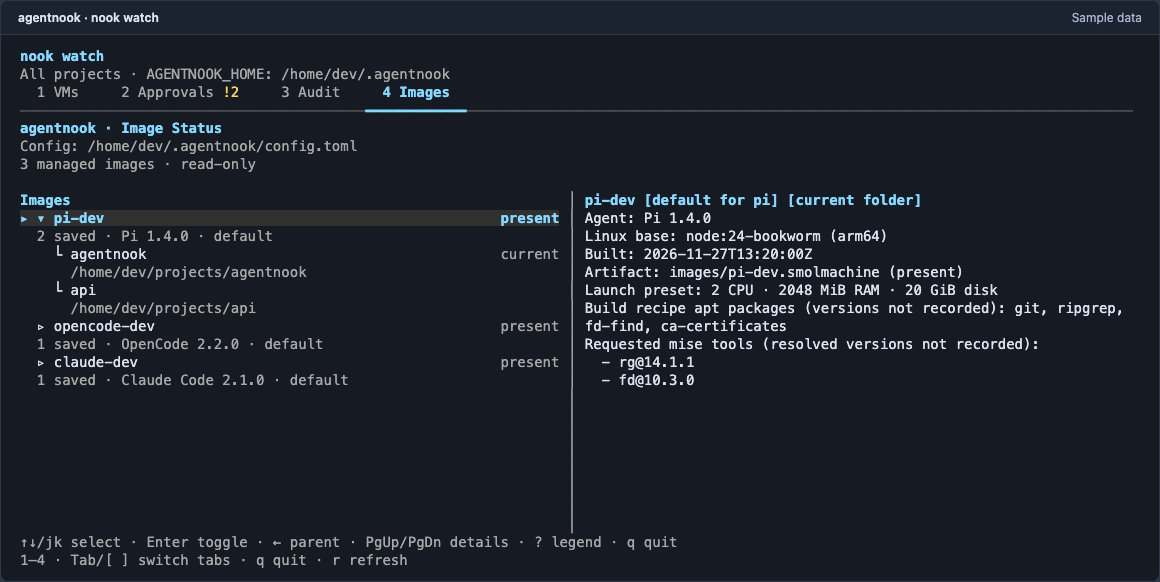 agentnook · nook watch
Sample data
nook watch
All projects · AGENTNOOK_HOME: /home/dev/.agentnook
1 VMs 2 Approvals !2 3 Audit 4 Images
agentnook · Image Status
Config: /home/dev/.agentnook/config.toml
3 managed images · read-only
Images
▸ ▾ pi-dev present
2 saved · Pi 1.4.0 · default
└ agentnook current
/home/dev/projects/agentnook
└ api
/home/dev/projects/api
▹ opencode-dev present
1 saved · OpenCode 2.2.0 · default
▹ claude-dev present
1 saved · Claude Code 2.1.0 · default
pi-dev [default for pi] [current folder]
Agent: Pi 1.4.0
Linux base: node:24-bookworm (arm64)
Built: 2026-11-27T13:20:00Z
Artifact: images/pi-dev.smolmachine (present)
Launch preset: 2 CPU · 2048 MiB RAM · 20 GiB disk
Build recipe apt packages (versions not recorded): git, ripgrep,
fd-find, ca-certificates
Requested mise tools (resolved versions not recorded):
- rg@14.1.1
- fd@10.3.0
↑↓/jk select · Enter toggle · ← parent · PgUp/PgDn details · ? legend · q quit
1–4 · Tab/[ ] switch tabs · q quit · r refresh